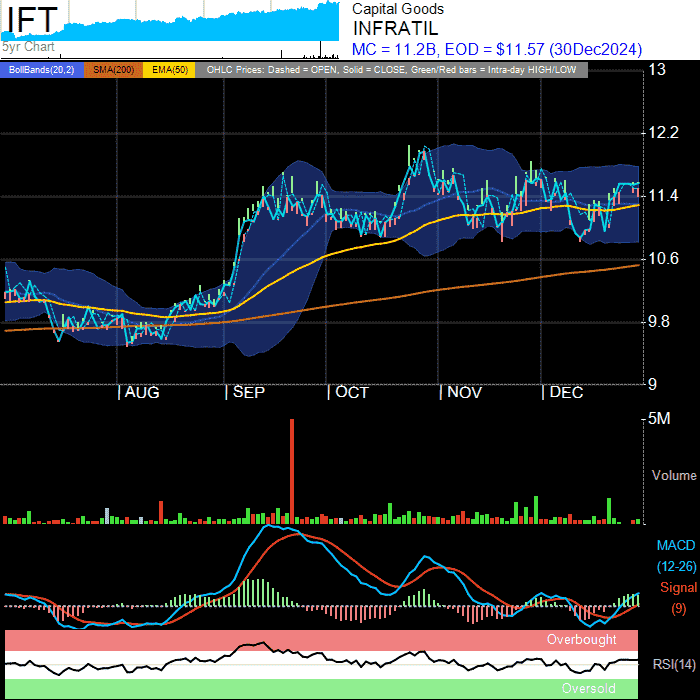 IFT
5yr Chart
Capital Goods
INFRATIL
MC = 11.2B, EOD = $11.57 (30Dec2024)
BollBands(20,2) SMA(200) EMA(50) OHLC Prices: Dashed = OPEN, Solid = CLOSE, Green/Red bars = Intra-day HIGH/LOW
13
12.2
11.4
10.6
9.8
9
AUG SEP OCT NOV DEC
5M
Volume
MACD
(12-26)
Signal
(9)
Overbought
RSI(14)
Oversold